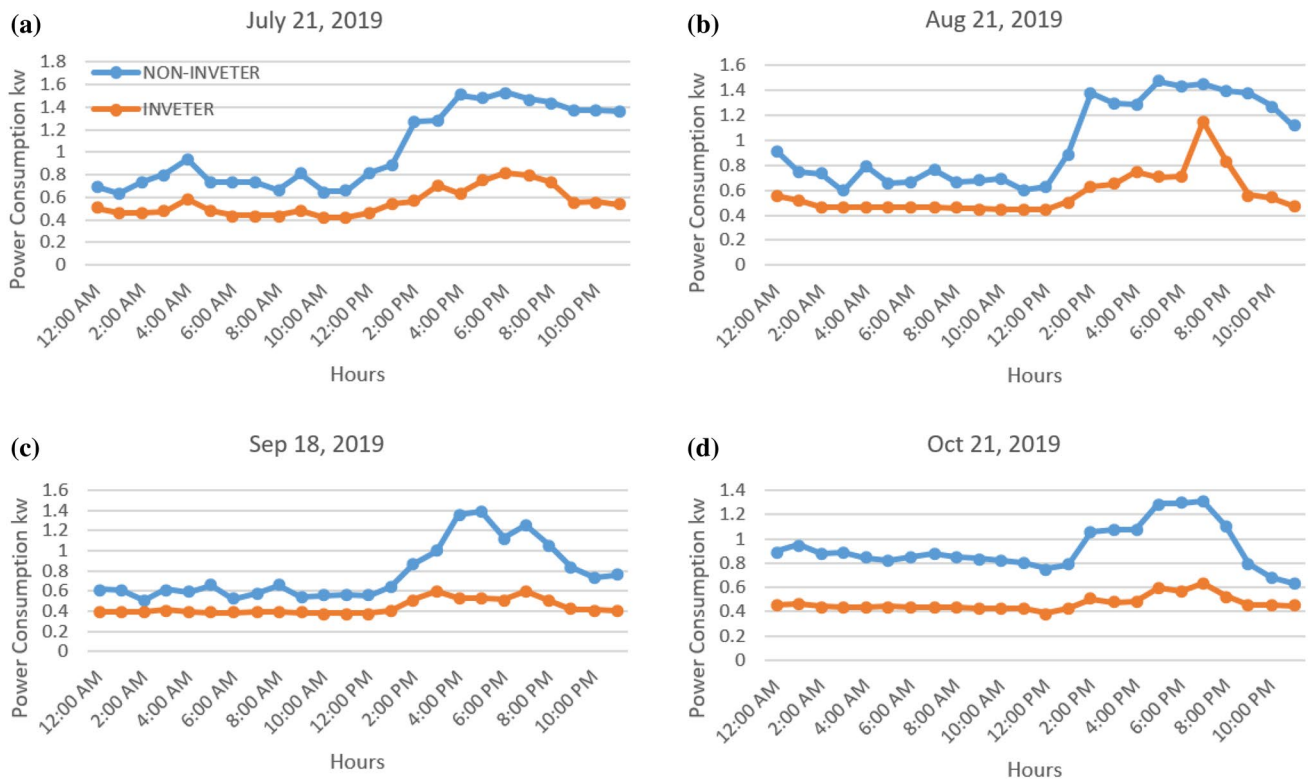 (a)
July 21, 2019
Power Consumption kw
1.8
1.6
1.4
1.2
1
0.8
0.6
0.4
0.2
0
NON-INVETER
INVETER
12:00 AM
2:00 AM
4:00 AM
6:00 AM
8:00 AM
10:00 AM
12:00 PM
2:00 PM
4:00 PM
6:00 PM
8:00 PM
10:00 PM
Hours
(b)
Aug 21, 2019
Power Consumption kw
1.6
1.4
1.2
1
0.8
0.6
0.4
0.2
0
12:00 AM
2:00 AM
4:00 AM
6:00 AM
8:00 AM
10:00 AM
12:00 PM
2:00 PM
4:00 PM
6:00 PM
8:00 PM
10:00 PM
Hours
(c)
Sep 18, 2019
Power Consumption kw
1.6
1.4
1.2
1
0.8
0.6
0.4
0.2
0
12:00 AM
2:00 AM
4:00 AM
6:00 AM
8:00 AM
10:00 AM
12:00 PM
2:00 PM
4:00 PM
6:00 PM
8:00 PM
10:00 PM
Hours
(d)
Oct 21, 2019
Power Consumption kw
1.4
1.2
1
0.8
0.6
0.4
0.2
0
12:00 AM
2:00 AM
4:00 AM
6:00 AM
8:00 AM
10:00 AM
12:00 PM
2:00 PM
4:00 PM
6:00 PM
8:00 PM
10:00 PM
Hours